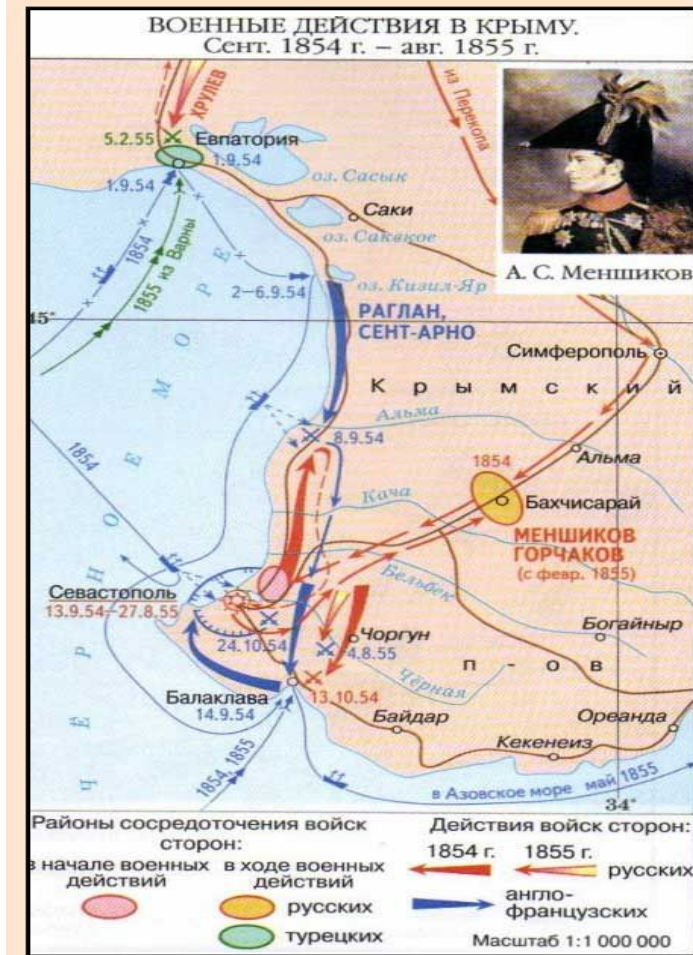 ВОЕННЫЕ ДЕЙСТВИЯ В КРЫМУ.
Сент. 1854 г. – авг. 1855 г.
ХРУЛЕВ
из Перекопа
5.2.55
Евпатория
1.9.54
1.9.54
оз. Сасык
Саки
оз. Сакское
1854
1855 из Варны
2–6.9.54
оз. Кизил-Яр
А. С. Меншиков
45°
РАГЛАН,
СЕНТ-АРНО
Симферополь
Крымский
Альма
8.9.54
1854
Альма
1854
Бахчисарай
Кача
МЕНШИКОВ
ГОРЧАКОВ
(с февр. 1855)
Бельбек
Севастополь
13.9.54–27.8.55
Богайныр
Чоргун
24.10.54
4.8.55
п-ов
Чёрная
Балаклава
13.10.54
14.9.54
Байдар
Ореанда
Кекенеиз
ЧЁРНОЕ МОРЕ
1854, 1855
в Азовское море май 1855
34°
Районы сосредоточения войск
сторон:
в начале военных
действий
в ходе военных
действий
русских
турецких
Действия войск сторон:
1854 г. 1855 г.
русских
англо-
французских
Масштаб 1:1 000 000